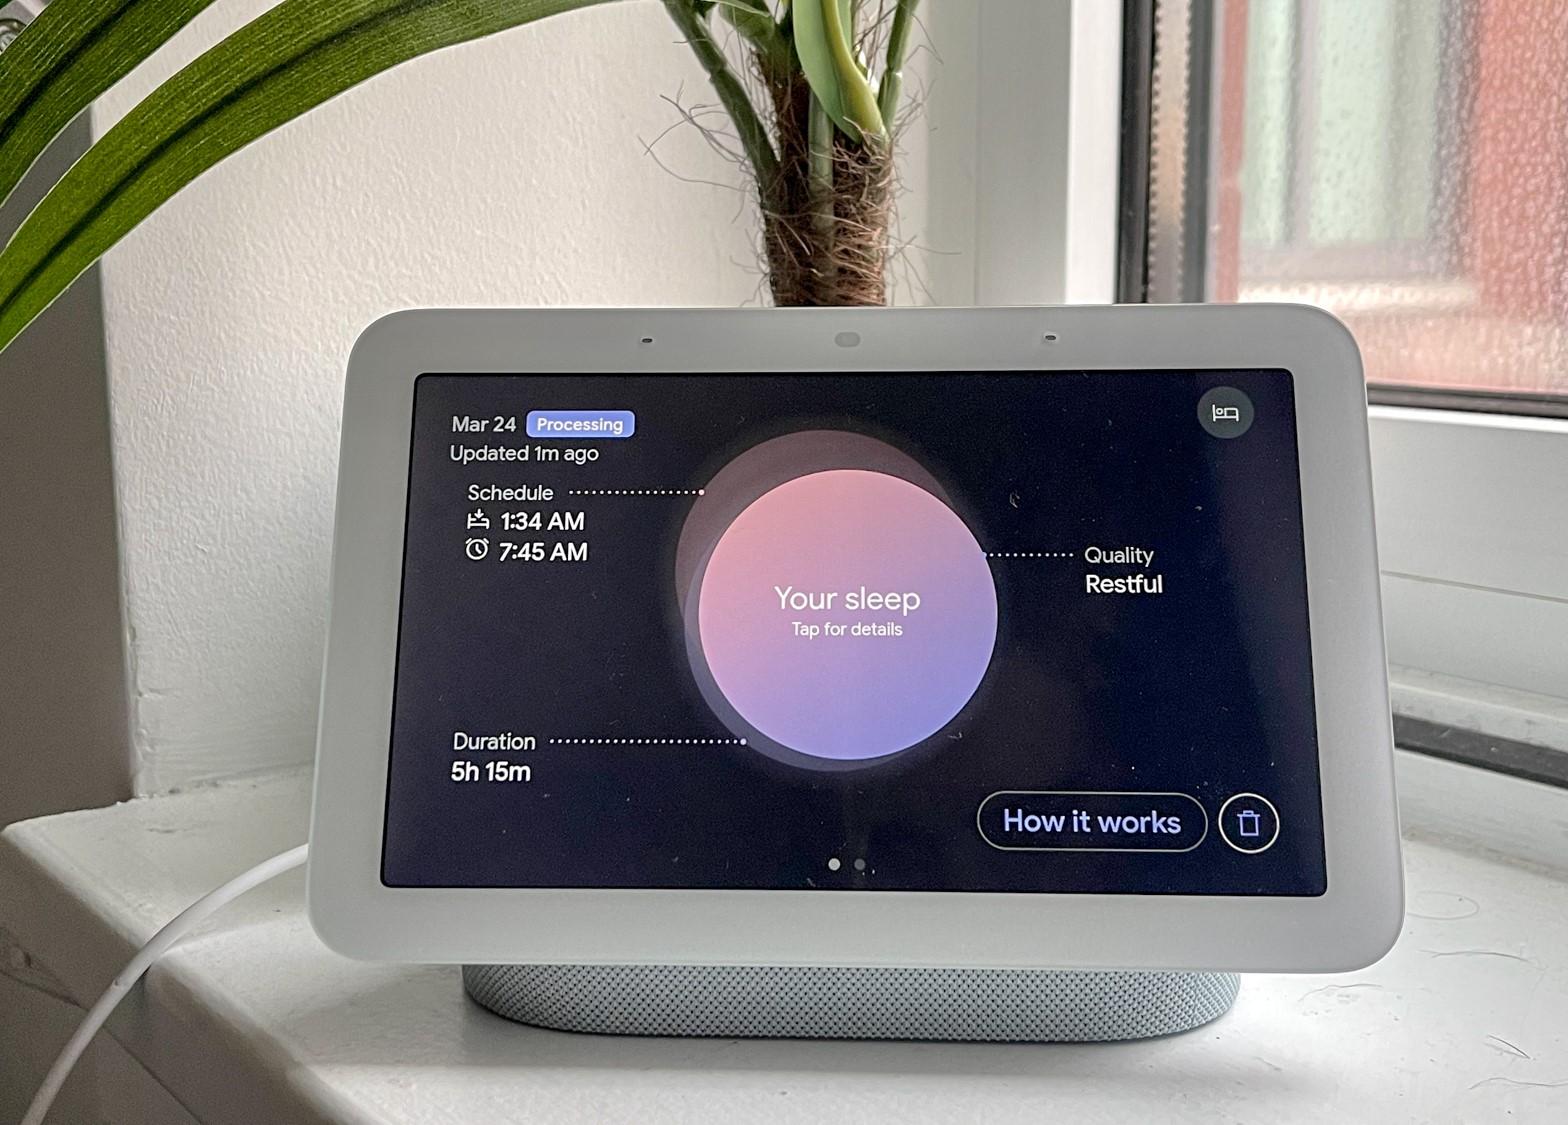 Mar 24 Processing
Updated 1m ago
Schedule
1:34 AM
7:45 AM
Quality
Restful
Your sleep
Tap for details
Duration
5h 15m
How it works